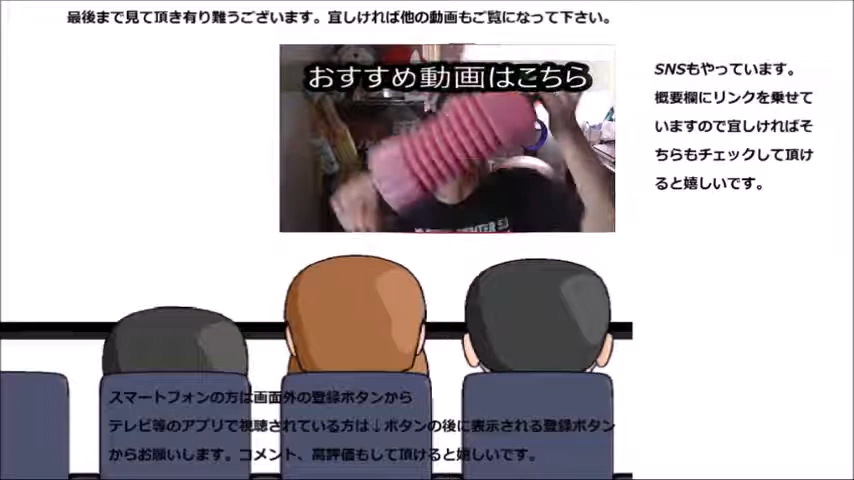 最後まで見て頂き有り難うございます。宜しければ他の動画もご覧になって下さい。
おすすめ動画はこちら
SNSもやっています。
概要欄にリンクを乗せて
いますので宜しければそ
ちらもチェックして頂け
ると嬉しいです。
スマートフォンの方は画面外の登録ボタンから
テレビ等のアプリで視聴されている方は↓ボタンの後に表示される登録ボタン
からお願いします。コメント、高評価もして頂けると嬉しいです。